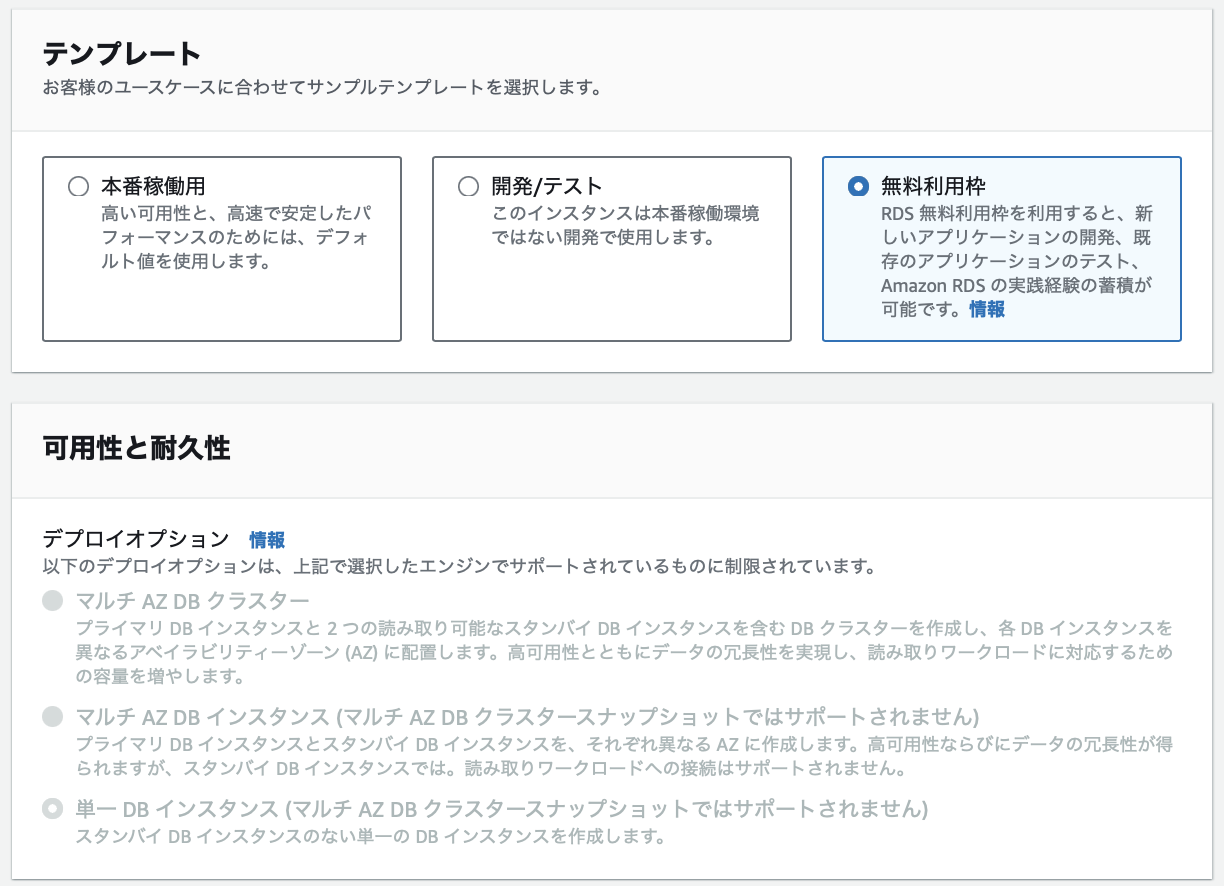 テンプレート
お客様のユースケースに合わせてサンプルテンプレートを選択します。
本番稼働用
高い可用性と、高速で安定したパ
フォーマンスのためには、デフォ
ルト値を使用します。
開発/テスト
このインスタンスは本番稼働環境
ではない開発で使用します。
無料利用枠
RDS 無料利用枠を利用すると、新
しいアプリケーションの開発、既
存のアプリケーションのテスト、
Amazon RDS の実践経験の蓄積が
可能です。情報
可用性と耐久性
デプロイオプション 情報
以下のデプロイオプションは、上記で選択したエンジンでサポートされているものに制限されています。
マルチ AZ DB クラスター
プライマリ DB インスタンスと 2 つの読み取り可能なスタンバイ DB インスタンスを含む DB クラスターを作成し、各 DB インスタンスを
異なるアベイラビリティーゾーン (AZ) に配置します。高可用性とともにデータの冗長性を実現し、読み取りワークロードに対応するため
の容量を増やします。
マルチ AZ DB インスタンス (マルチ AZ DB クラスタースナップショットではサポートされません)
プライマリ DB インスタンスとスタンバイ DB インスタンスを、それぞれ異なる AZ に作成します。高可用性ならびにデータの冗長性が得
られますが、スタンバイ DB インスタンスでは。読み取りワークロードへの接続はサポートされません。
単一 DB インスタンス (マルチ AZ DB クラスタースナップショットではサポートされません)
スタンバイ DB インスタンスのない単一の DB インスタンスを作成します。